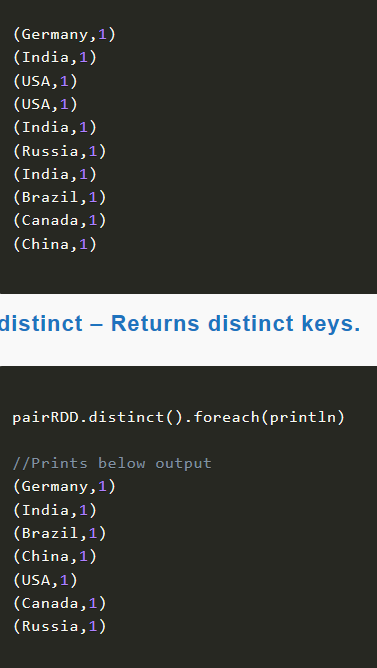 (Germany,1)
(India,1)
(USA,1)
(USA,1)
(India,1)
(Russia,1)
(India,1)
(Brazil,1)
(Canada,1)
(China,1)
distinct – Returns distinct keys.
pairRDD.distinct().foreach(println)
//Prints below output
(Germany,1)
(India,1)
(Brazil,1)
(China,1)
(USA,1)
(Canada,1)
(Russia,1)